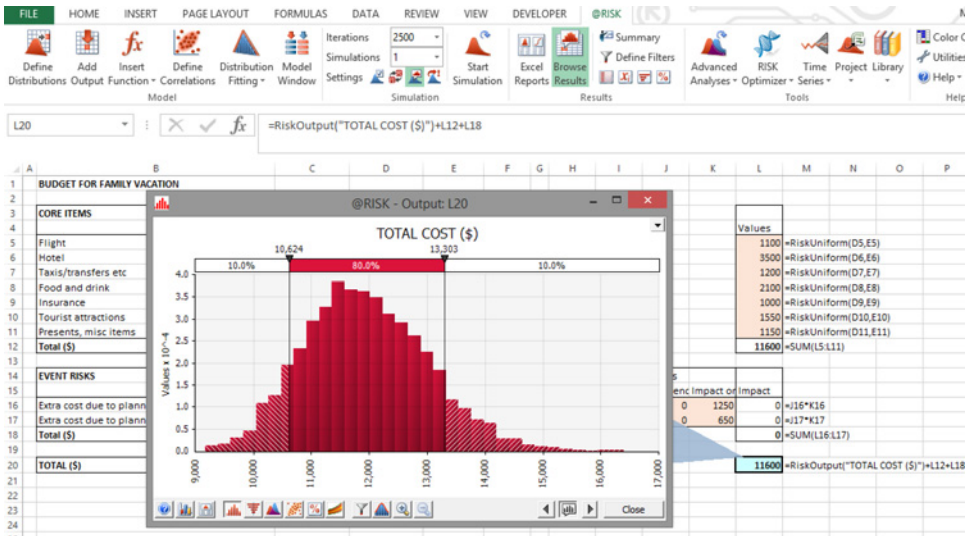 FILE HOME INSERT PAGE LAYOUT FORMULAS DATA REVIEW VIEW DEVELOPER @RISK
Define Distributions
Add Output
Insert Function
Define Correlations
Distribution Fitting
Model Window
Model
Iterations 2500
Simulations 1
Settings
Start Simulation
Simulation
Excel Reports
Browse Results
Summary
Define Filters
Results
Advanced Analyses
RISK Optimizer
Time Series
Project
Library
Tools
Color
Utilities
Help
Help
L20 fx =RiskOutput("TOTAL COST ($)")+L12+L18
A B C D E F G H I J K L M N O P
1 BUDGET FOR FAMILY VACATION
2
3 CORE ITEMS
4 Values
5 Flight 1100 =RiskUniform(D5,E5)
6 Hotel 3500 =RiskUniform(D6,E6)
7 Taxis/transfers etc 1200 =RiskUniform(D7,E7)
8 Food and drink 2100 =RiskUniform(D8,E8)
9 Insurance 1000 =RiskUniform(D9,E9)
10 Tourist attractions 1550 =RiskUniform(D10,E10)
11 Presents, misc items 1150 =RiskUniform(D11,E11)
12 Total ($) 11600 =SUM(L5:L11)
13
14 EVENT RISKS s
15 enc Impact or Impact
16 Extra cost due to plann 0 1250 0 =J16*K16
17 Extra cost due to plann 0 650 0 =J17*K17
18 Total ($) 0 =SUM(L16:L17)
19
20 TOTAL ($) 11600 =RiskOutput("TOTAL COST ($)")+L12+L18
21
22
23
24
@RISK - Output: L20
TOTAL COST ($)
10,624 13,303
10.0% 80.0% 10.0%
Values x 10^-4
4.0
3.5
3.0
2.5
2.0
1.5
1.0
0.5
0.0
9,000 10,000 11,000 12,000 13,000 14,000 15,000 16,000 17,000
Close